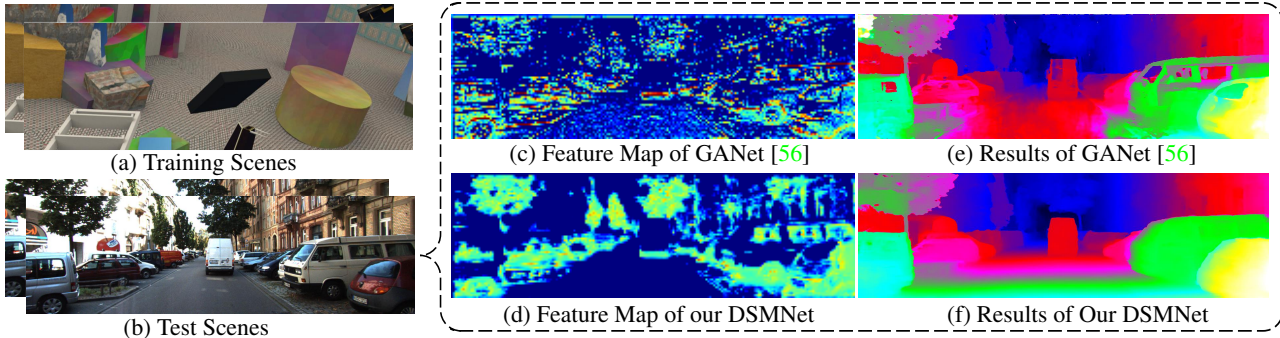 (a) Training Scenes
(b) Test Scenes
(c) Feature Map of GANet [56]
(e) Results of GANet [56]
(d) Feature Map of our DSMNet
(f) Results of Our DSMNet